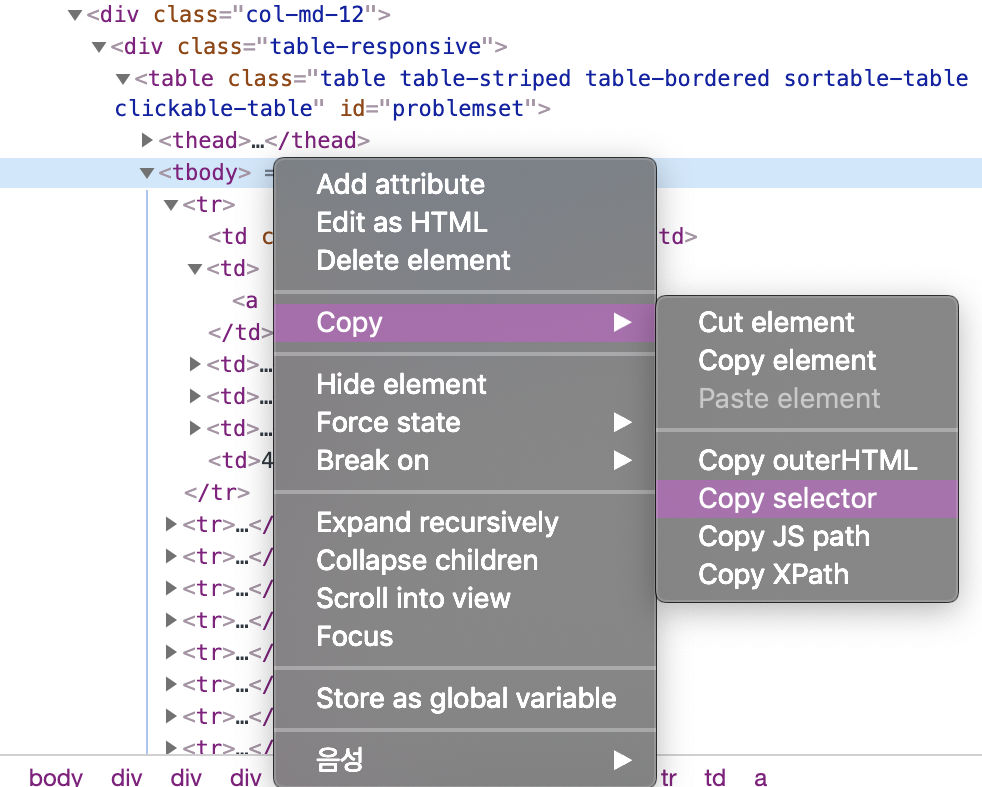 ▼<div class="col-md-12">
▼<div class="table-responsive">
▼<table class="table table-striped table-bordered sortable-table
clickable-table" id="problemset">
▶<thead>…</thead>
▼<tbody> =
▼<tr>
<td c
td>
▼<td>
<a
</td>
▶<td>…
▶<td>…
▶<td>…
<td>4
</tr>
▶<tr>…</
▶<tr>…</
▶<tr>…</
▶<tr>…</
▶<tr>…</
▶<tr>…</
▶<tr>…</
▶<tr>…</
Add attribute
Edit as HTML
Delete element
Copy ▶
Hide element
Force state ▶
Break on ▶
Expand recursively
Collapse children
Scroll into view
Focus
Store as global variable
음성 ▶
Cut element
Copy element
Paste element
Copy outerHTML
Copy selector
Copy JS path
Copy XPath
body div div div tr td a